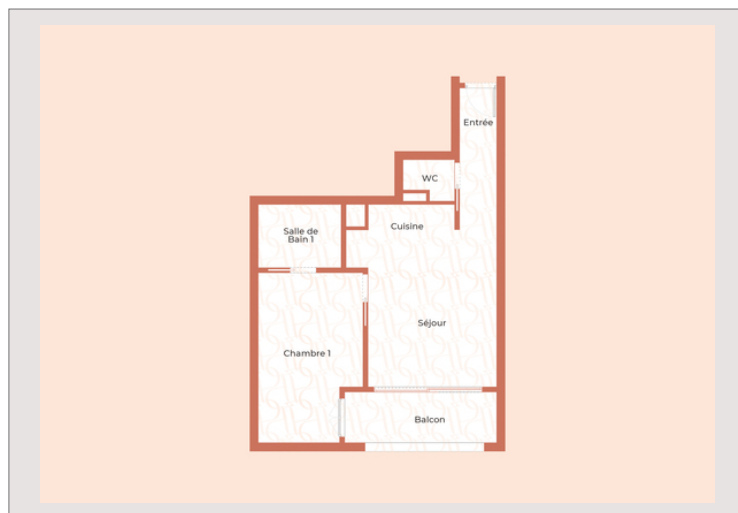 Entrée
WC
Cuisine
Salle de
Bain 1
Séjour
Chambre 1
Balcon